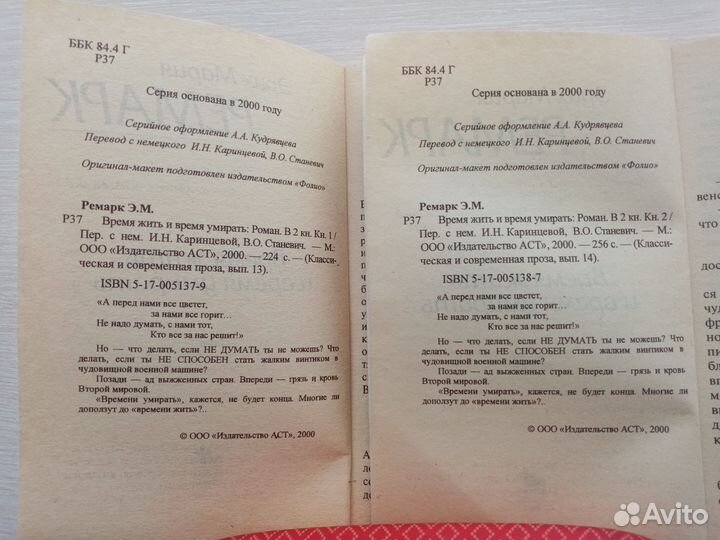 ББК 84.4 Г
Р37
Серия основана в 2000 году
Серийное оформление А.А. Кудрявцева
Перевод с немецкого И.Н. Каринцевой, В.О. Станевич
Оригинал-макет подготовлен издательством «Фолио»
Ремарк Э.М.
Р37 Время жить и время умирать: Роман. В 2 кн. Кн. 1 /
Пер. с нем. И.Н. Каринцевой, В.О. Станевич. — М.:
ООО «Издательство АСТ», 2000. — 224 с. — (Класси-
ческая и современная проза, вып. 13).
ISBN 5-17-005137-9
«А перед нами все цветет,
за нами все горит...
Не надо думать, с нами тот,
Кто все за нас решит!»
Но — что делать, если НЕ ДУМАТЬ ты не можешь? Что
делать, если ты НЕ СПОСОБЕН стать жалким винтиком в
чудовищной военной машине?
Позади — ад выжженных стран. Впереди — грязь и кровь
Второй мировой.
«Времени умирать», кажется, не будет конца. Многие ли
доползут до «времени жить»?..
© ООО «Издательство АСТ», 2000
ББК 84.4 Г
Р37
Серия основана в 2000 году
Серийное оформление А.А. Кудрявцева
Перевод с немецкого И.Н. Каринцевой, В.О. Станевич
Оригинал-макет подготовлен издательством «Фолио»
Ремарк Э.М.
Р37 Время жить и время умирать: Роман. В 2 кн. Кн. 2 /
Пер. с нем. И.Н. Каринцевой, В.О. Станевич. — М.:
ООО «Издательство АСТ», 2000. — 256 с. — (Класси-
ческая и современная проза, вып. 14).
ISBN 5-17-005138-7
«А перед нами все цветет,
за нами все горит...
Не надо думать, с нами тот,
Кто все за нас решит!»
Но — что делать, если НЕ ДУМАТЬ ты не можешь? Что
делать, если ты НЕ СПОСОБЕН стать жалким винтиком в
чудовищной военной машине?
Позади — ад выжженных стран. Впереди — грязь и кровь
Второй мировой.
«Времени умирать», кажется, не будет конца. Многие ли
доползут до «времени жить»?..
© ООО «Издательство АСТ», 2000
Avito